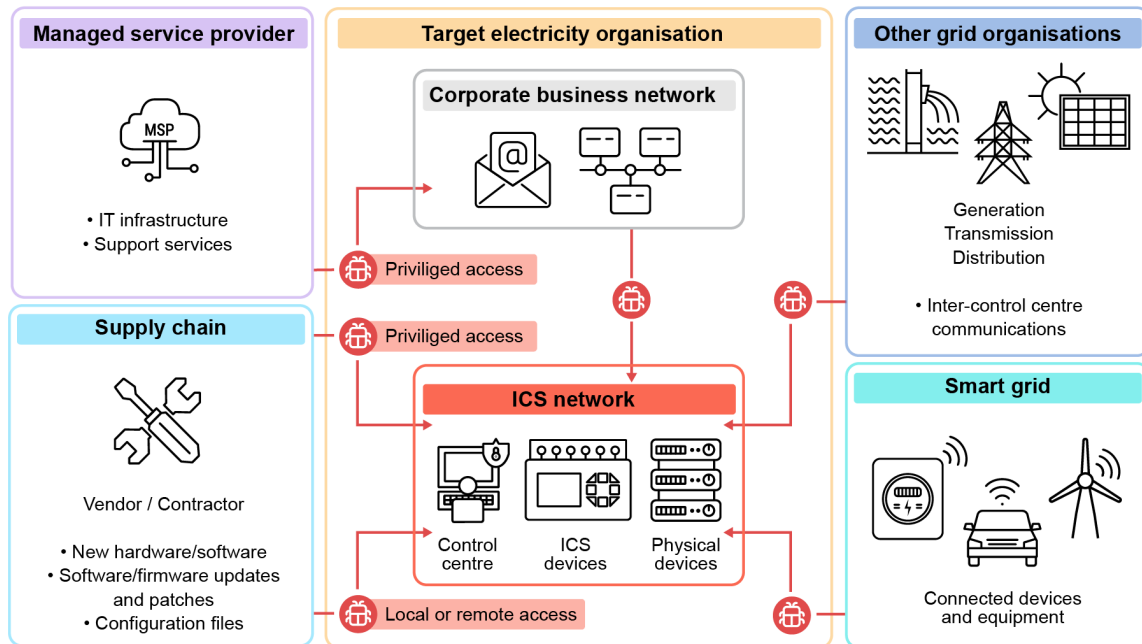 Managed service provider
MSP
• IT infrastructure
• Support services
Supply chain
Vendor / Contractor
• New hardware/software
• Software/firmware updates
and patches
• Configuration files
Target electricity organisation
Corporate business network
@
Priviliged access
Priviliged access
ICS network
Control
centre
ICS
devices
Physical
devices
Local or remote access
Other grid organisations
Generation
Transmission
Distribution
• Inter-control centre
communications
Smart grid
Connected devices
and equipment